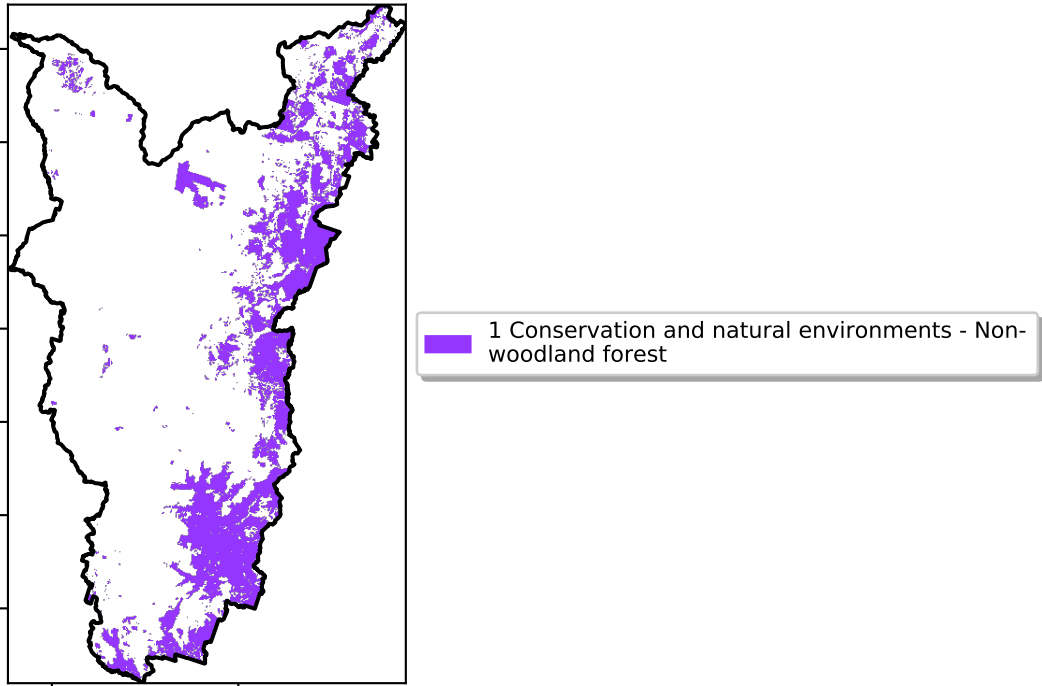 1 Conservation and natural environments - Non-
woodland forest